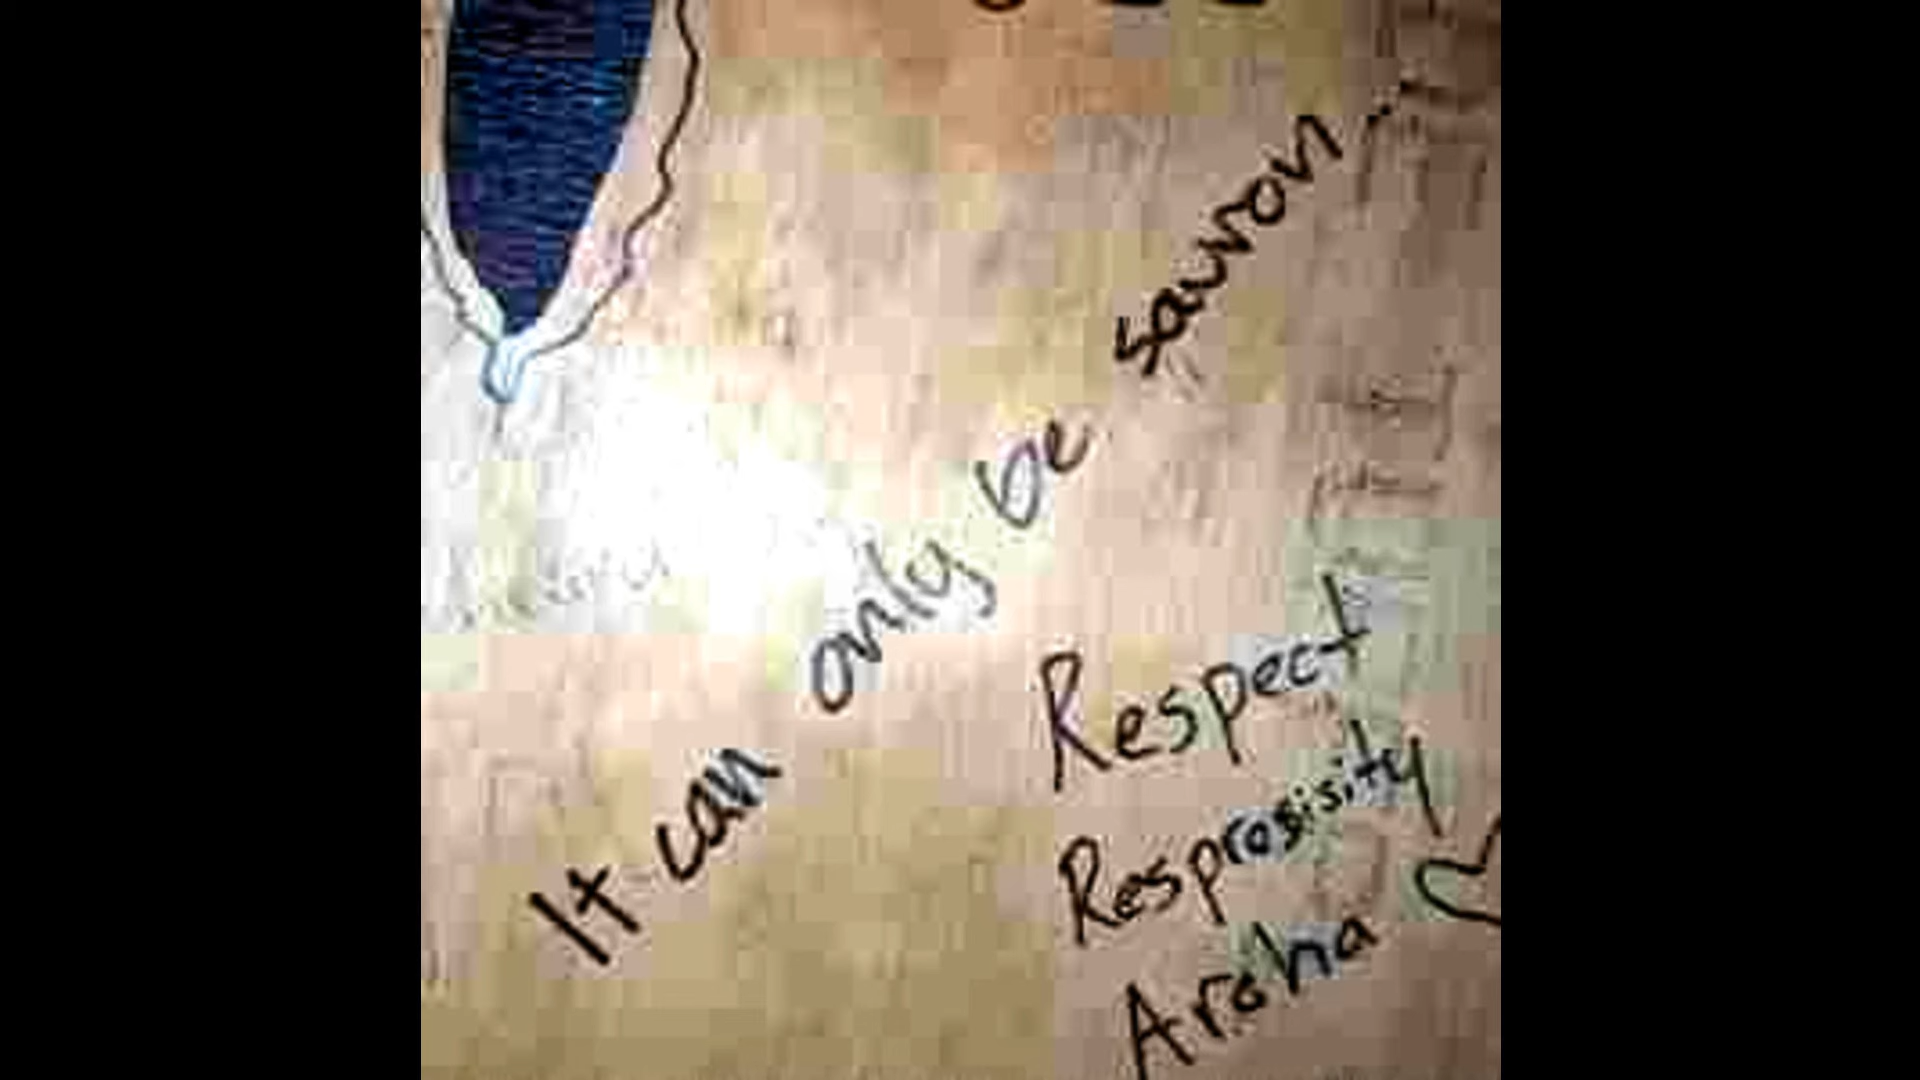 It can only be sauron...
Respect
Resprosisity
Aroha